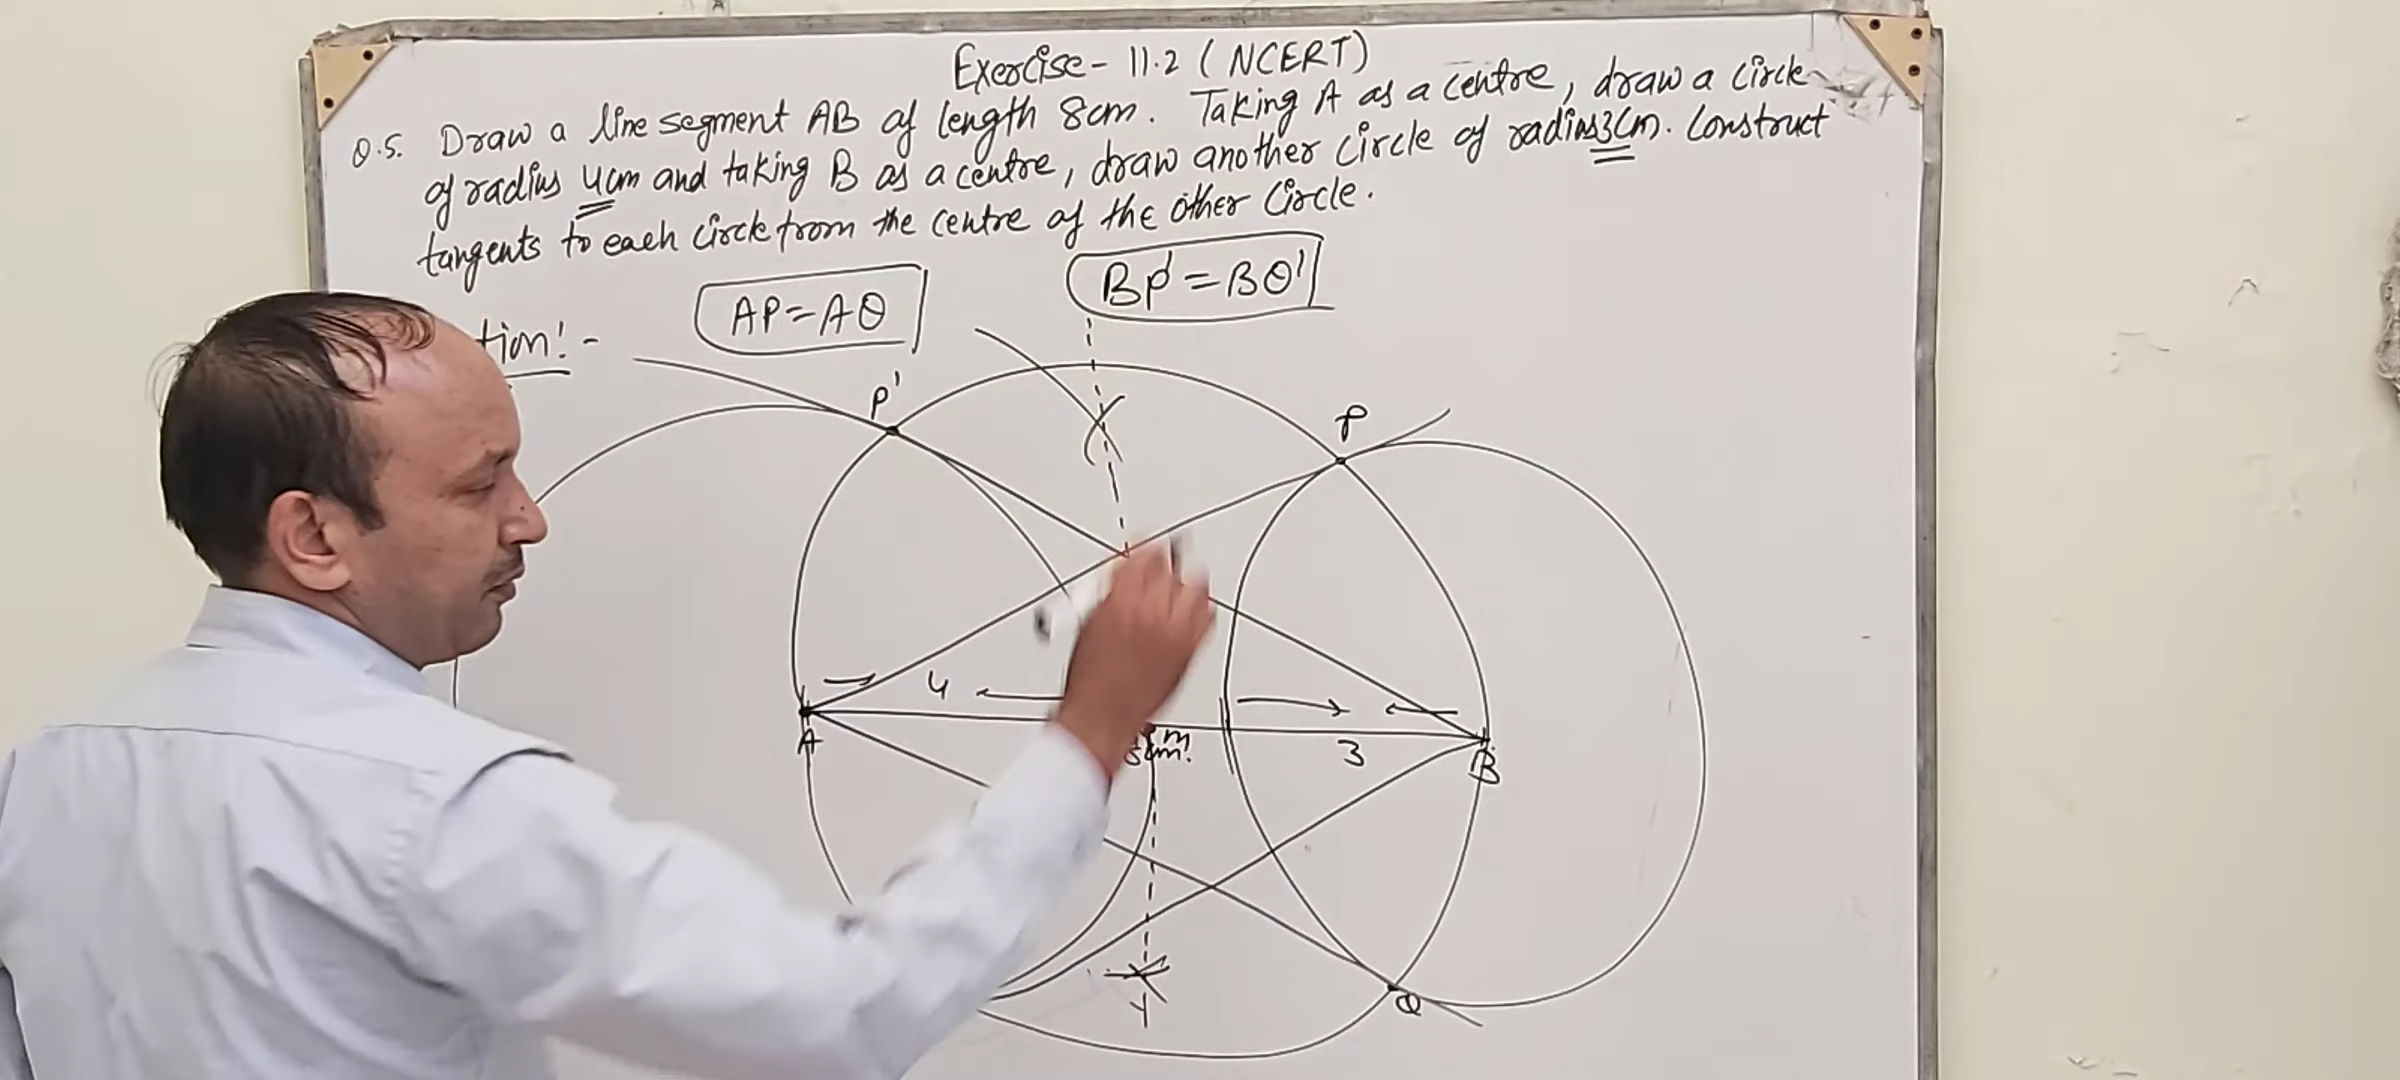 Exercise - 11.2 (NCERT)
Q.5. Draw a line segment AB of length 8cm. Taking A as a centre, draw a circle
of radius 4cm and taking B as a centre, draw another circle of radius 3cm. Construct
tangents to each circle from the centre of the other circle.
AP = AQ
BP' = BQ'
tion! -
P'
P
4
A
m
8cm.
3
B
Q
Y